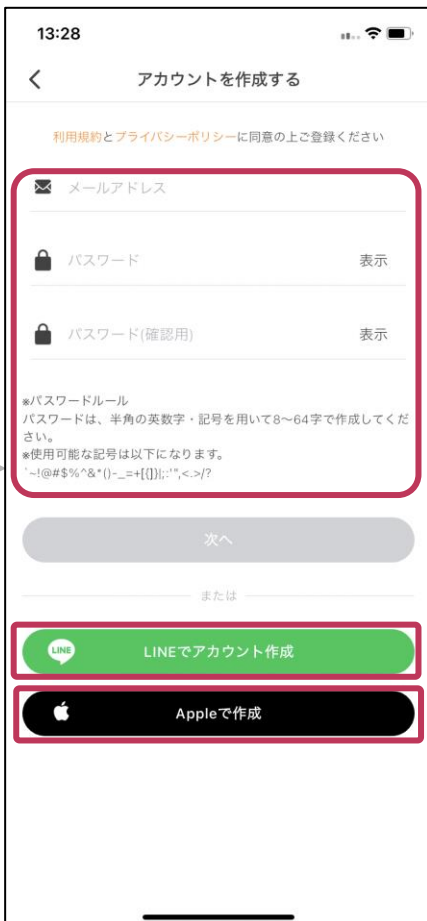 13:28
アカウントを作成する
利用規約とプライバシーポリシーに同意の上ご登録ください
メールアドレス
パスワード 表示
パスワード(確認用) 表示
※パスワードルール
パスワードは、半角の英数字・記号を用いて8〜64字で作成してくだ
さい。
※使用可能な記号は以下になります。
`~!@#$%^&*()-_=+[{]}|;:'",<.>/?
次へ
または
LINE LINEでアカウント作成
Appleで作成